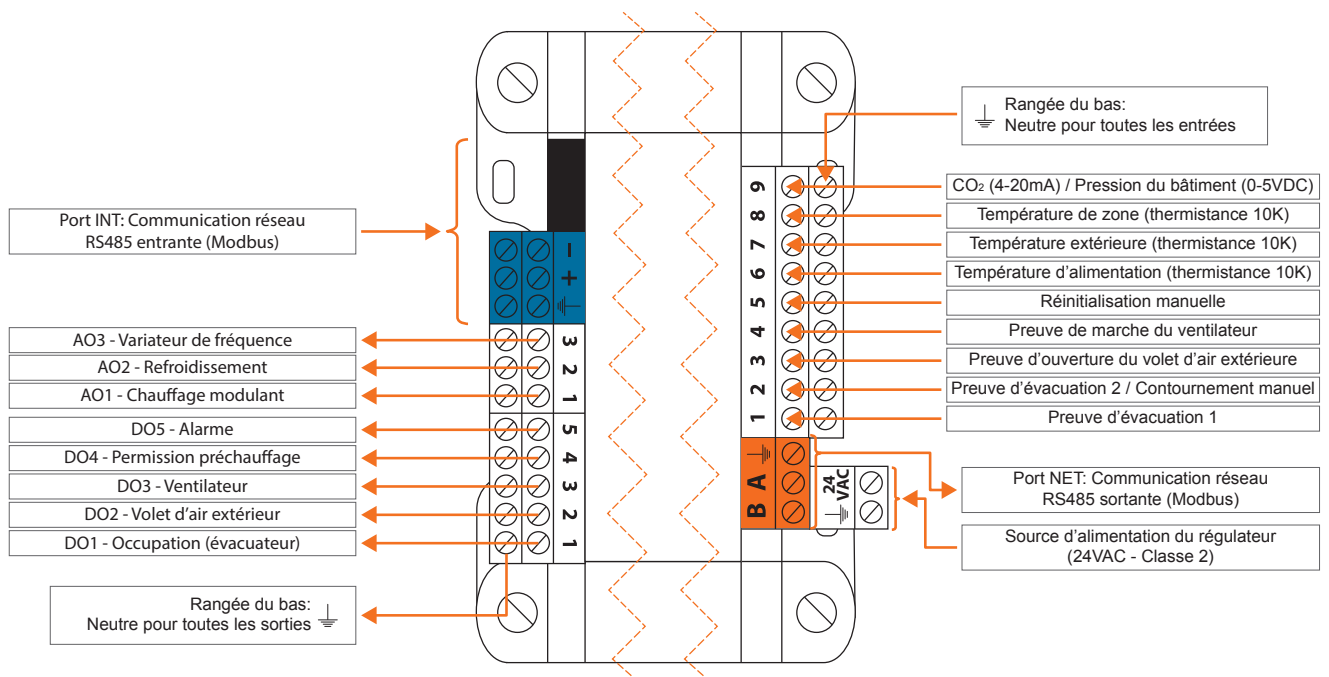 Port INT: Communication réseau
RS485 entrante (Modbus)
AO3 - Variateur de fréquence
AO2 - Refroidissement
AO1 - Chauffage modulant
DO5 - Alarme
DO4 - Permission préchauffage
DO3 - Ventilateur
DO2 - Volet d'air extérieur
DO1 - Occupation (évacuateur)
Rangée du bas:
Neutre pour toutes les sorties
-
+
3
2
1
5
4
3
2
1
9
8
7
6
5
4
3
2
1
A
B
24
VAC
Rangée du bas:
Neutre pour toutes les entrées
CO₂ (4-20mA) / Pression du bâtiment (0-5VDC)
Température de zone (thermistance 10K)
Température extérieure (thermistance 10K)
Température d'alimentation (thermistance 10K)
Réinitialisation manuelle
Preuve de marche du ventilateur
Preuve d'ouverture du volet d'air extérieure
Preuve d'évacuation 2 / Contournement manuel
Preuve d'évacuation 1
Port NET: Communication réseau
RS485 sortante (Modbus)
Source d'alimentation du régulateur
(24VAC - Classe 2)